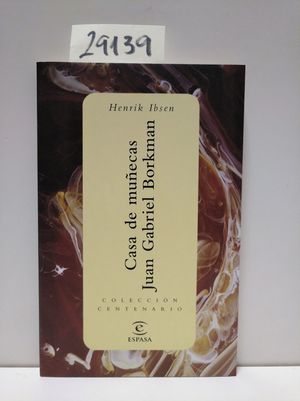 29139
Henrik Ibsen
Casa de muñecas
Juan Gabriel Borkman
COLECCIÓN
CENTENARIO
e
ESPASA